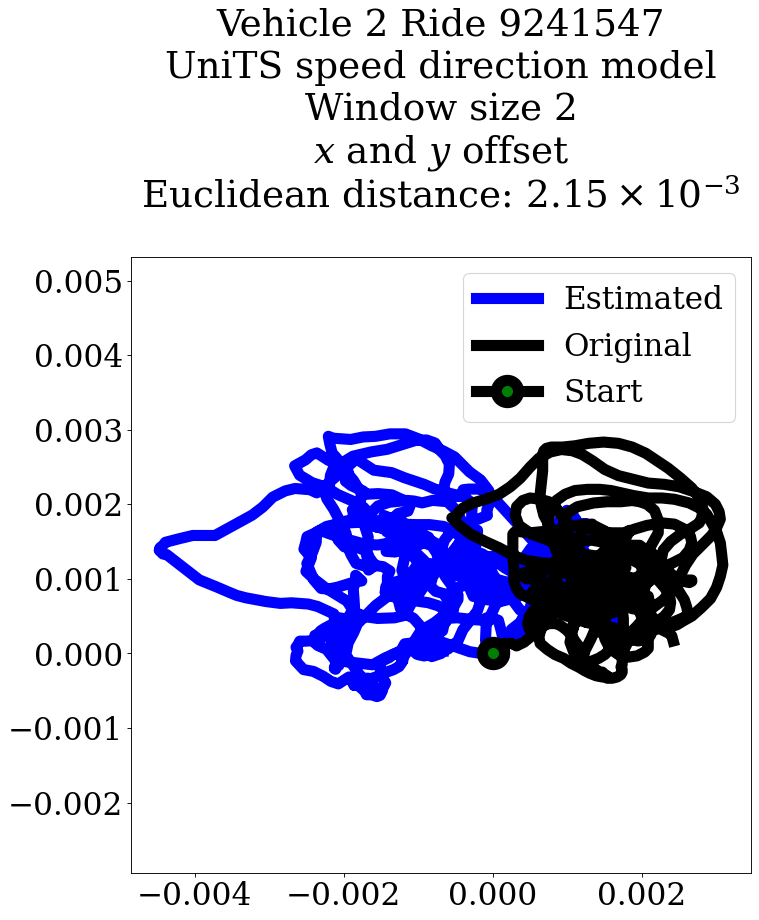 Vehicle 2 Ride 9241547
UniTS speed direction model
Window size 2
x and y offset
Euclidean distance: 2.15 × 10⁻³
Estimated
Original
Start
0.005
0.004
0.003
0.002
0.001
0.000
−0.001
−0.002
−0.004 −0.002 0.000 0.002